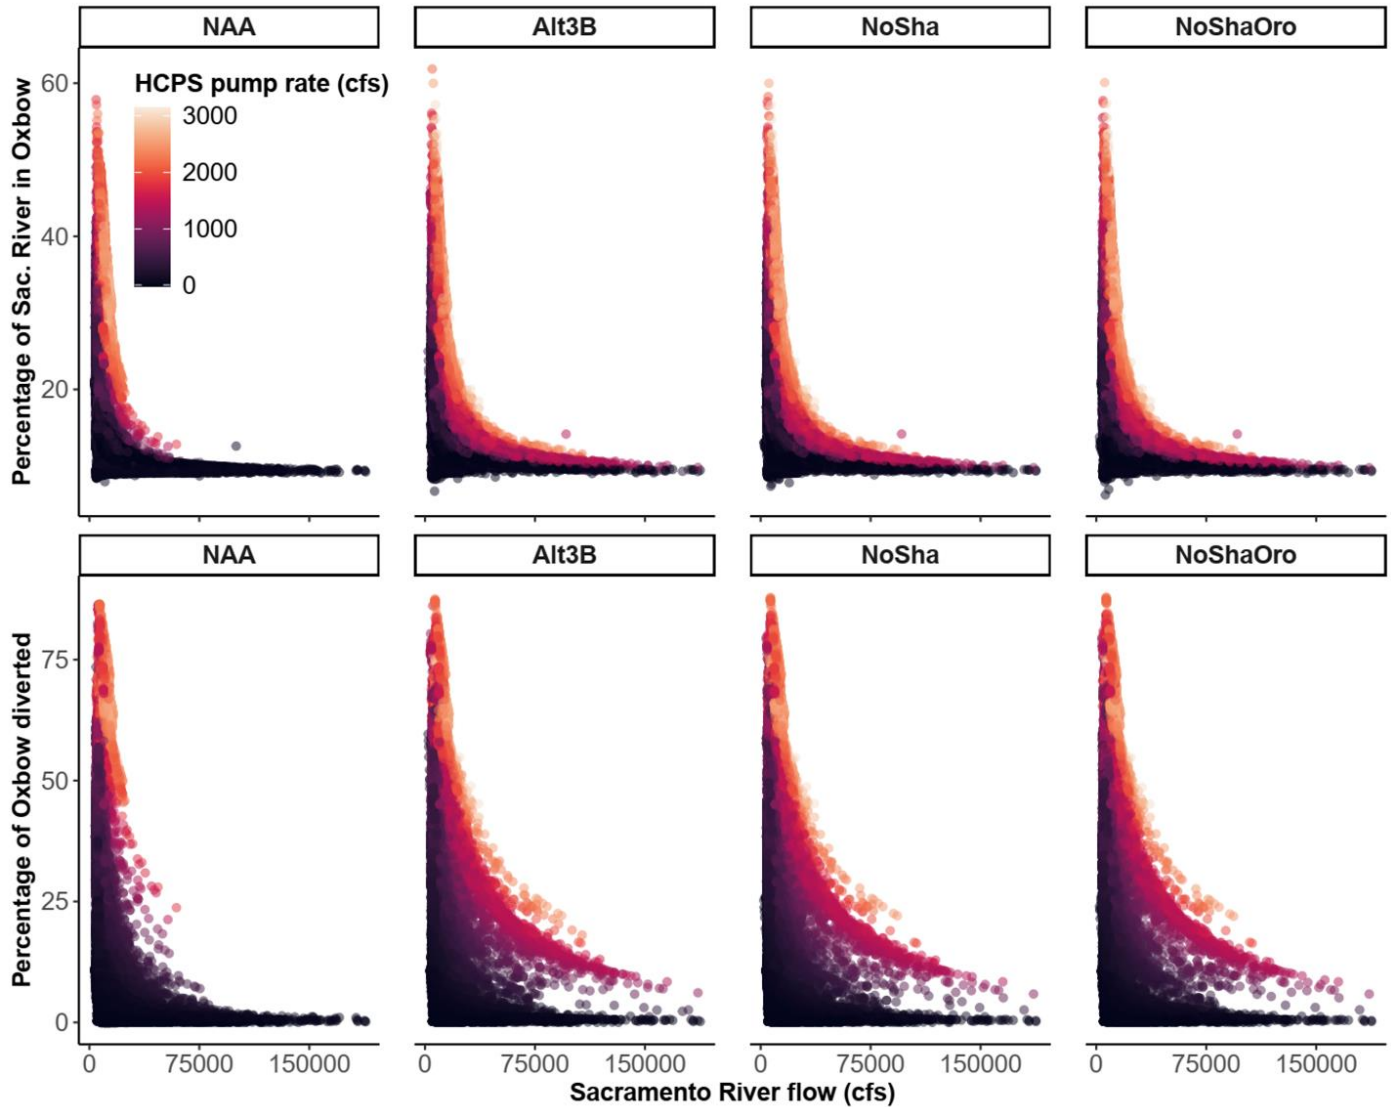 NAA Alt3B NoSha NoShaOro
HCPS pump rate (cfs)
3000
2000
1000
0
Percentage of Sac. River in Oxbow
60
40
20
NAA Alt3B NoSha NoShaOro
Percentage of Oxbow diverted
75
50
25
0
0 75000 150000 0 75000 150000 0 75000 150000 0 75000 150000
Sacramento River flow (cfs)